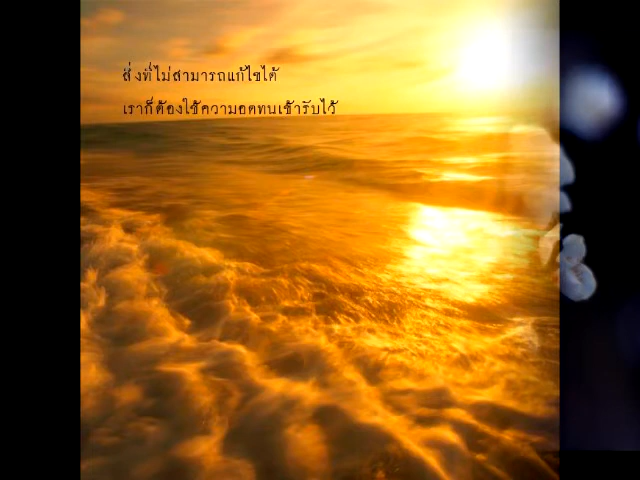 สิ่งที่ไม่สามารถแก้ไขได้
เราก็ต้องใช้ความอดทนเข้ารับไว้